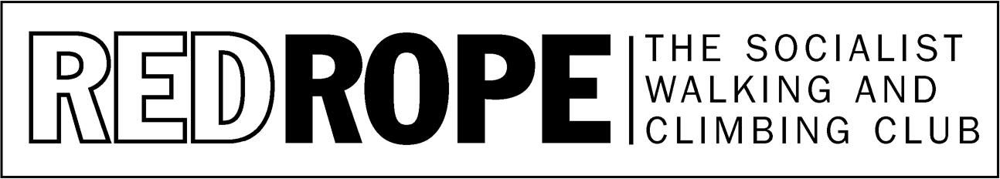 REDROPE
THE SOCIALIST
WALKING AND
CLIMBING CLUB